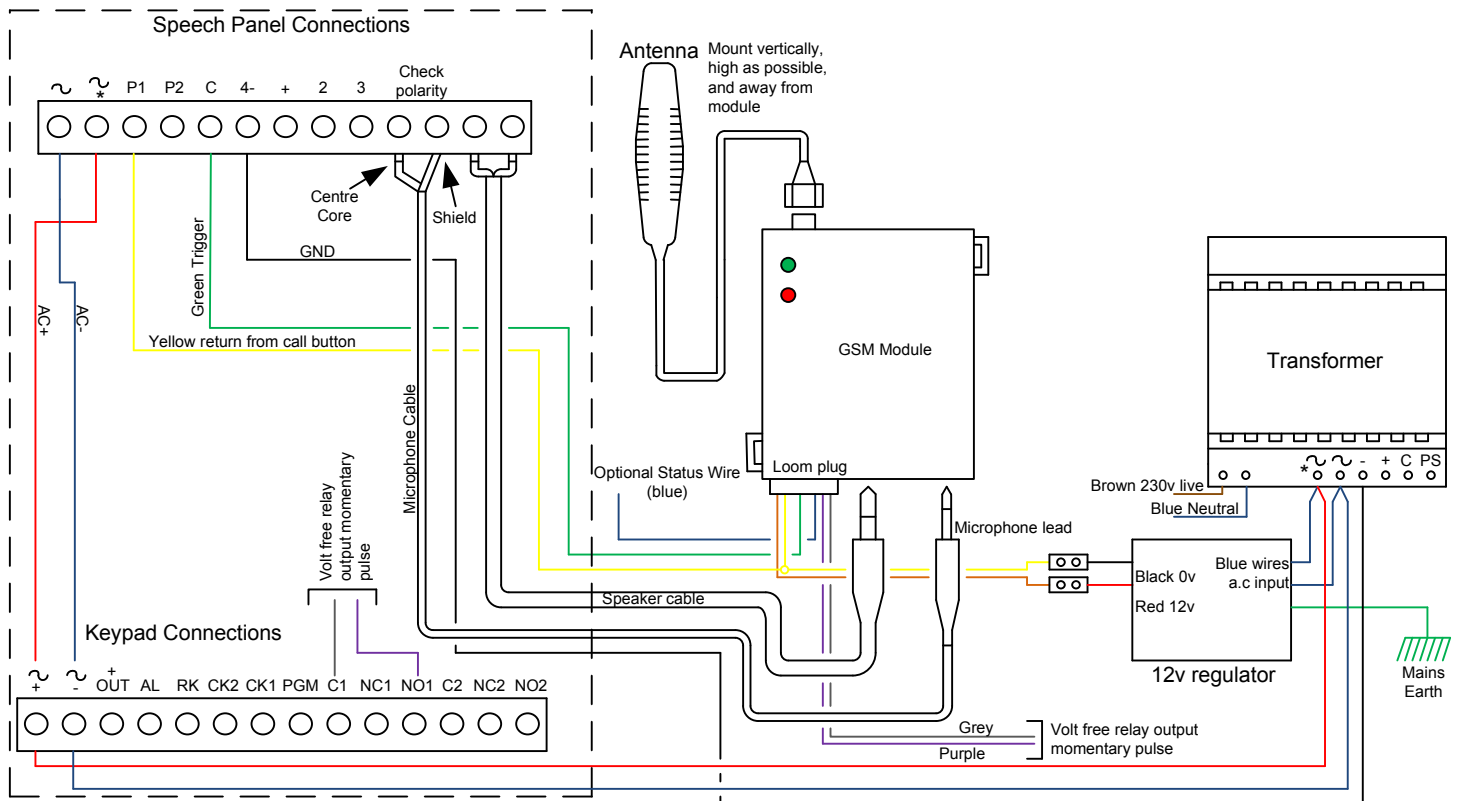 Speech Panel Connections
Antenna
Mount vertically,
high as possible,
and away from
module
Check
polarity
* P1 P2 C 4- + 2 3
Centre
Core
Shield
GND
Green Trigger
AC+
AC-
Yellow return from call button
Microphone Cable
Volt free relay
output momentary
pulse
GSM Module
Transformer
Loom plug
Optional Status Wire
(blue)
* - + C PS
Brown 230v live
Blue Neutral
Microphone lead
Black 0v
Red 12v
Blue wires
a.c input
12v regulator
Mains
Earth
Speaker cable
Keypad Connections
+ - + OUT AL RK CK2 CK1 PGM C1 NC1 NO1 C2 NC2 NO2
Grey
Purple
Volt free relay output
momentary pulse